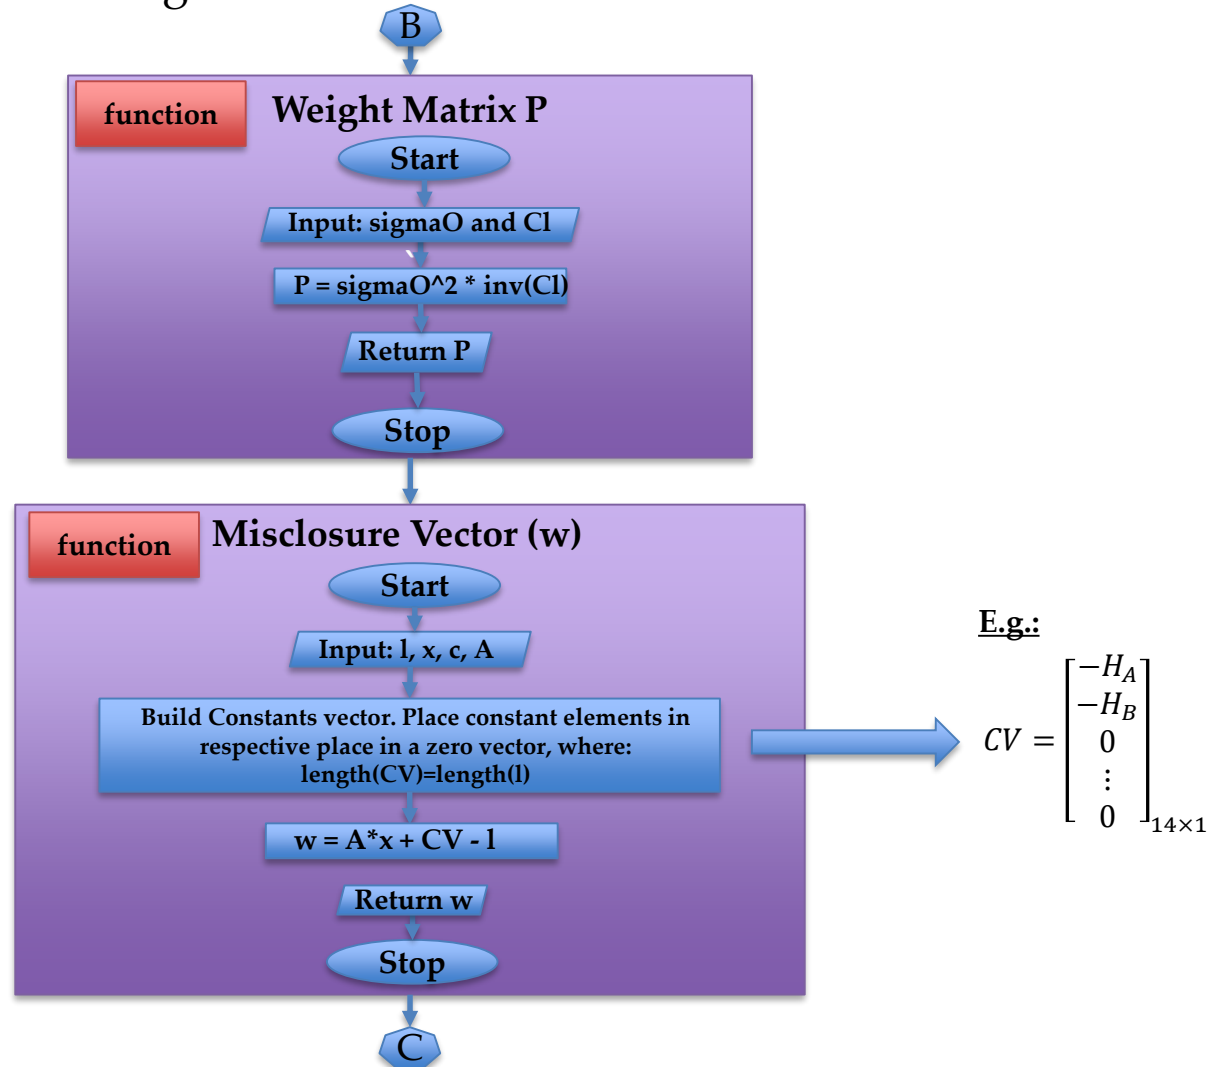 B
function
Weight Matrix P
Start
Input: sigmaO and Cl
`
P = sigmaO^2 * inv(Cl)
Return P
Stop
function
Misclosure Vector (w)
Start
Input: l, x, c, A
Build Constants vector. Place constant elements in
respective place in a zero vector, where:
length(CV)=length(l)
w = A*x + CV - l
Return w
Stop
C
E.g.:
CV = [−H_A
−H_B
0
⋮
0]14×1